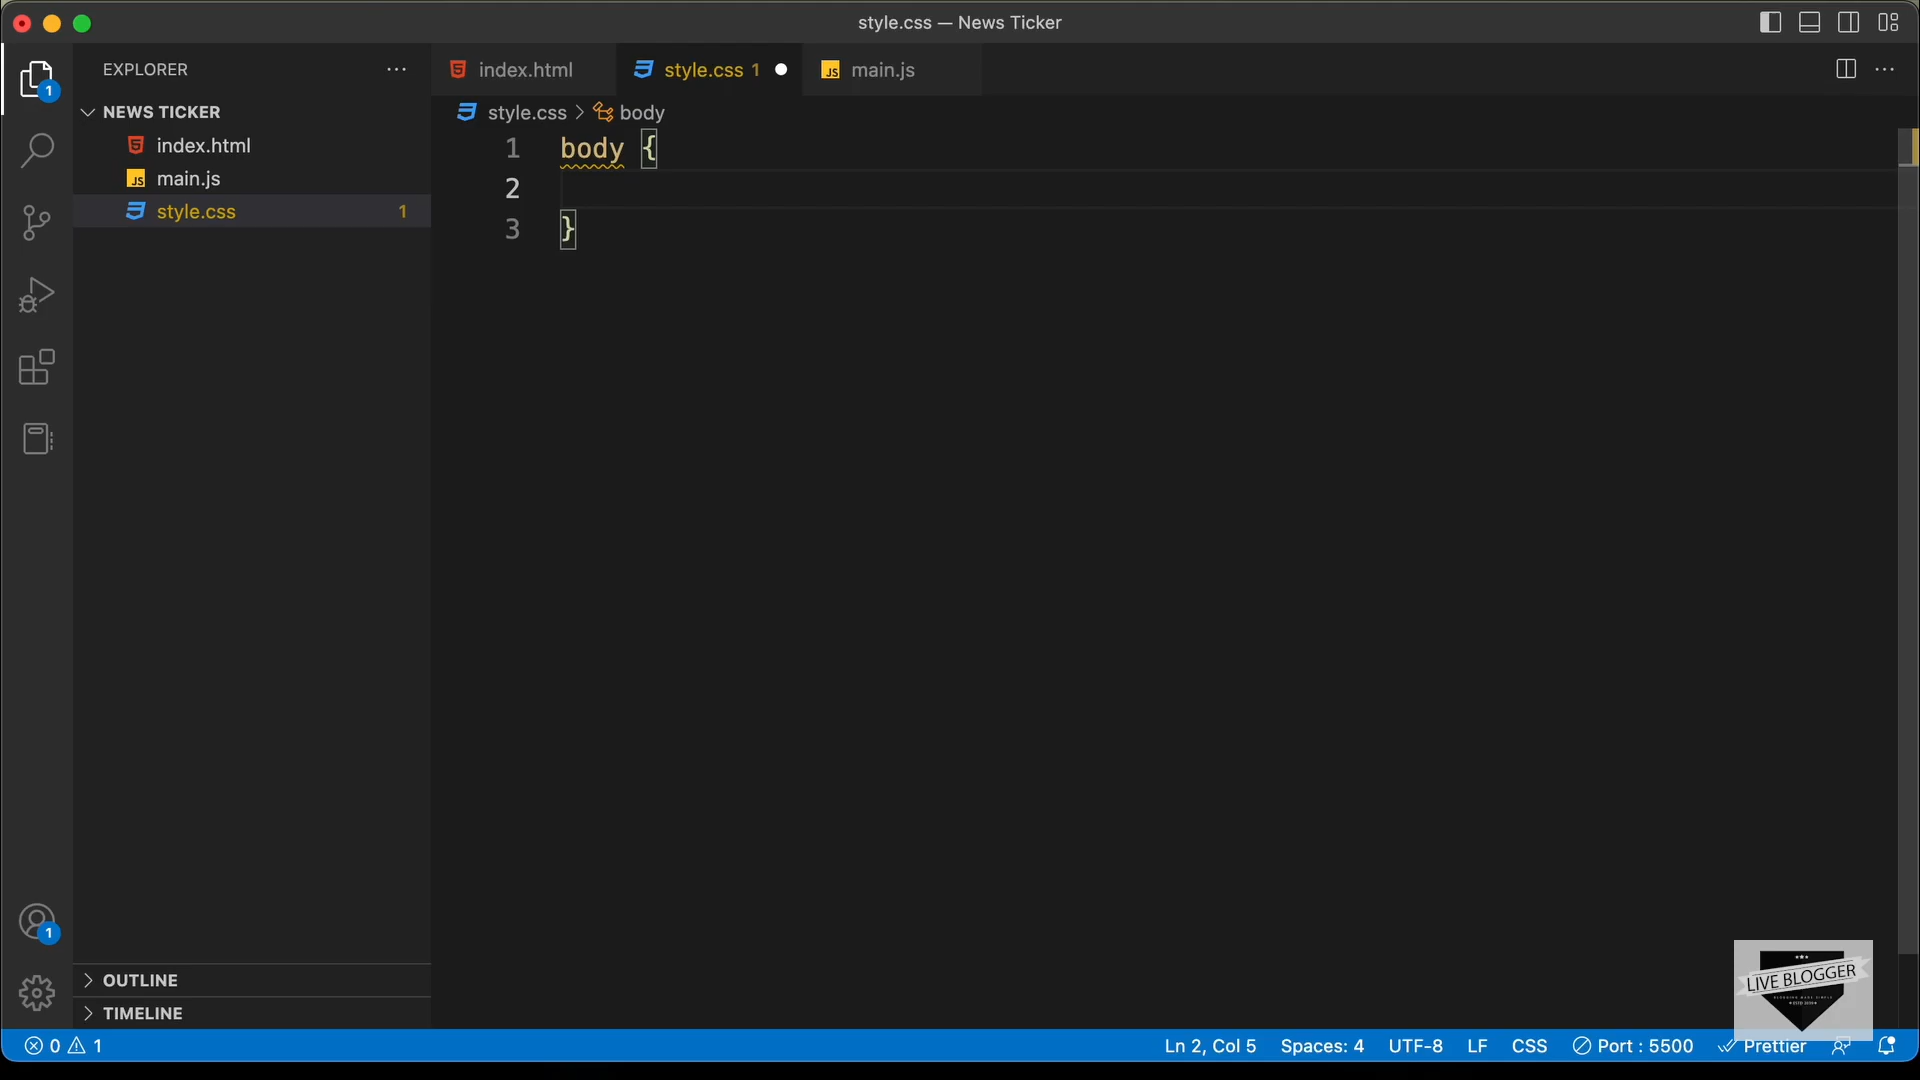 style.css — News Ticker
EXPLORER
index.html
style.css 1
main.js
NEWS TICKER
index.html
main.js
style.css 1
style.css > body
1 body {
2
3 }
1
1
OUTLINE
TIMELINE
LIVE BLOGGER
0 1
Ln 2, Col 5 Spaces: 4 UTF-8 LF CSS Port : 5500 Prettier